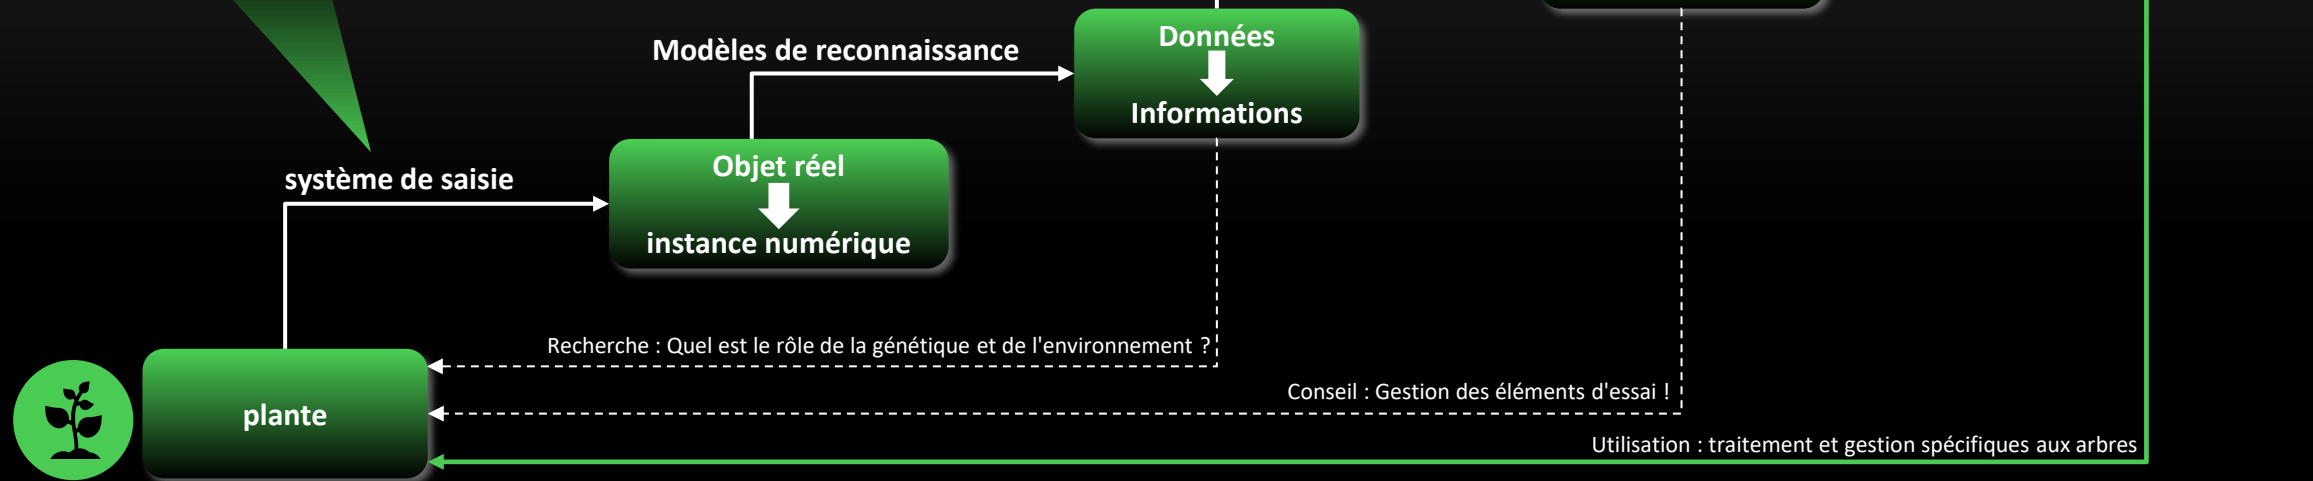 Données
Modèles de reconnaissance
Informations
Objet réel
système de saisie
instance numérique
Recherche : Quel est le rôle de la génétique et de l'environnement ?
Conseil : Gestion des éléments d'essai !
plante
Utilisation : traitement et gestion spécifiques aux arbres